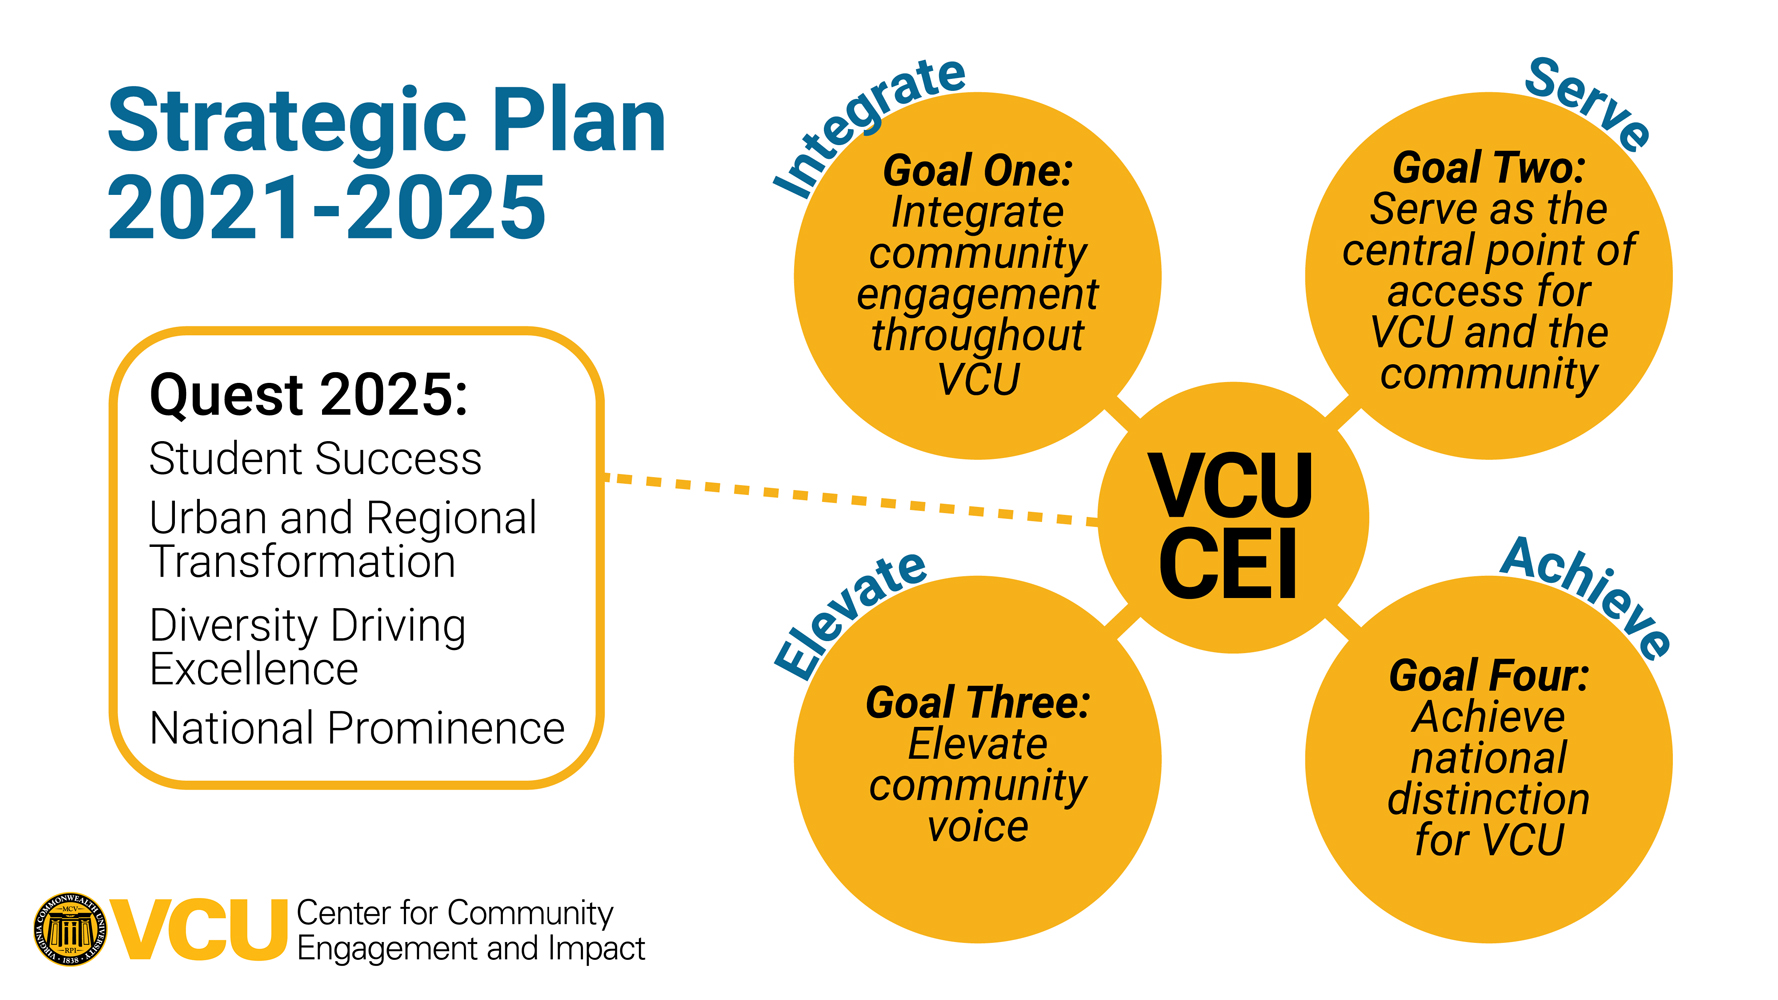 Strategic Plan
2021-2025
Quest 2025:
Student Success
Urban and Regional
Transformation
Diversity Driving
Excellence
National Prominence
Integrate
Goal One:
Integrate
community
engagement
throughout
VCU
Serve
Goal Two:
Serve as the
central point of
access for
VCU and the
community
VCU
CEI
Elevate
Goal Three:
Elevate
community
voice
Achieve
Goal Four:
Achieve
national
distinction
for VCU
VIRGINIA COMMONWEALTH UNIVERSITY
MCV
RPI
1838
VCU
Center for Community
Engagement and Impact